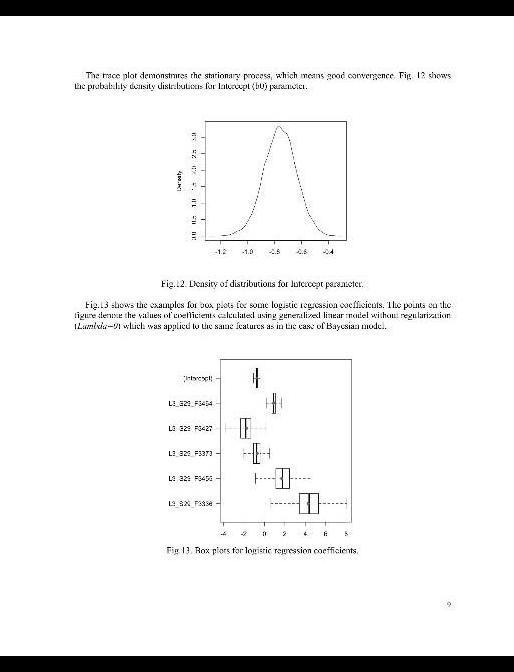 The trace plot demonstrates the stationary process, which means good convergence. Fig. 12 shows
the probability density distributions for Intercept (b0) parameter.
Density
3.0
2.5
2.0
1.5
1.0
0.5
0.0
-1.2 -1.0 -0.8 -0.6 -0.4
Fig.12. Density of distributions for Intercept parameter.
Fig.13 shows the examples for box plots for some logistic regression coefficients. The points on the
figure denote the values of coefficients calculated using generalized linear model without regularization
(Lambda=0) which was applied to the same features as in the case of Bayesian model.
(Intercept)
L3_S29_F3464
L3_S29_F3427
L3_S29_F3373
L3_S29_F3455
L3_S29_F3336
-4 -2 0 2 4 6 8
Fig 13. Box plots for logistic regression coefficients.
9